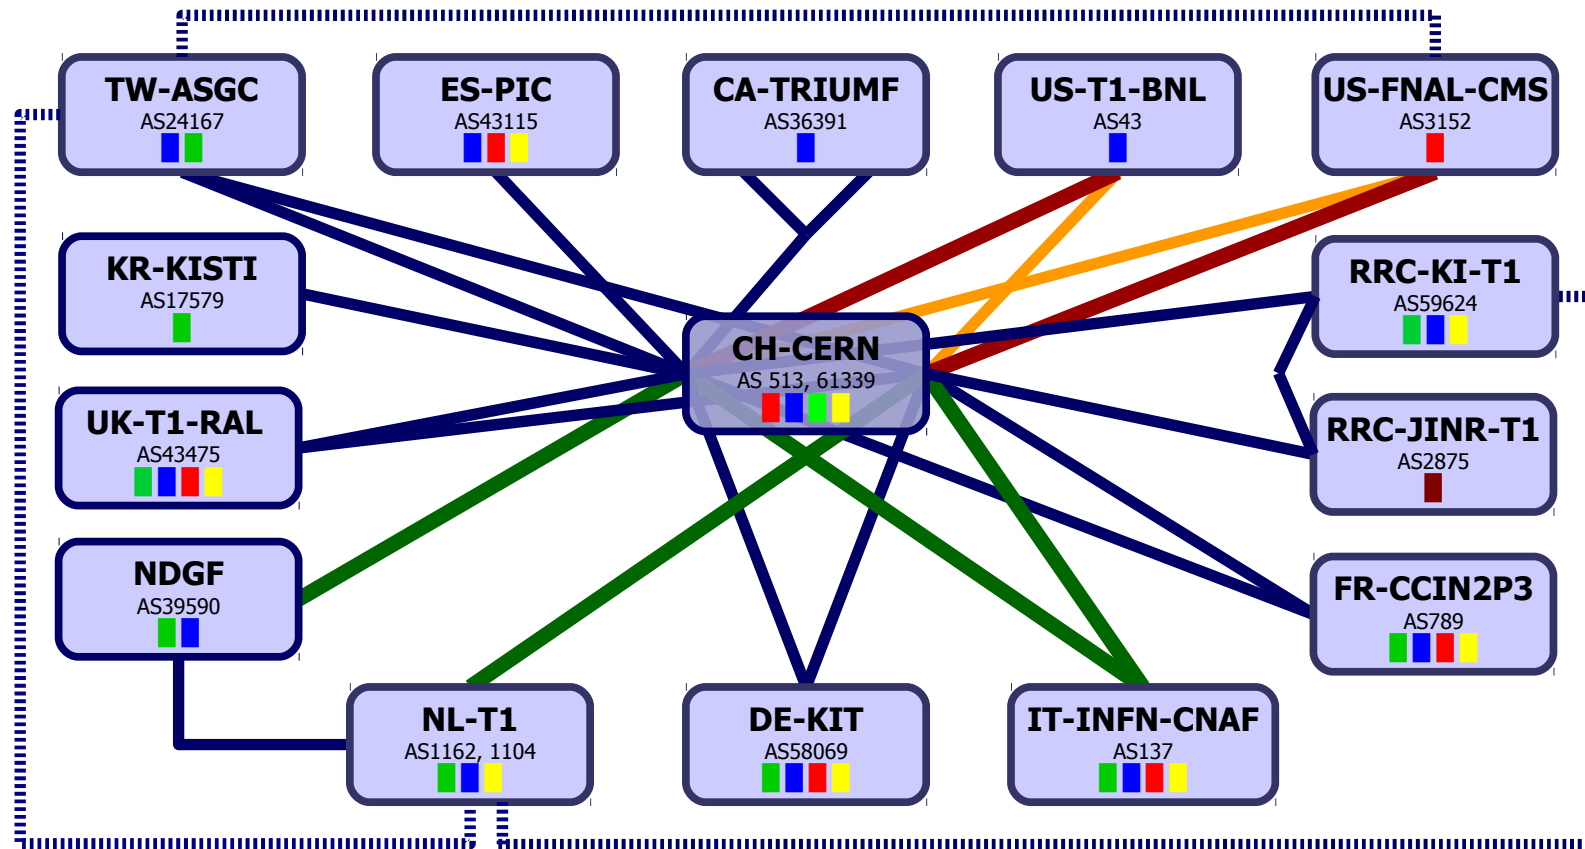 TW-ASGC
AS24167
ES-PIC
AS43115
CA-TRIUMF
AS36391
US-T1-BNL
AS43
US-FNAL-CMS
AS3152
KR-KISTI
AS17579
RRC-KI-T1
AS59624
CH-CERN
AS 513, 61339
UK-T1-RAL
AS43475
RRC-JINR-T1
AS2875
NDGF
AS39590
FR-CCIN2P3
AS789
NL-T1
AS1162, 1104
DE-KIT
AS58069
IT-INFN-CNAF
AS137